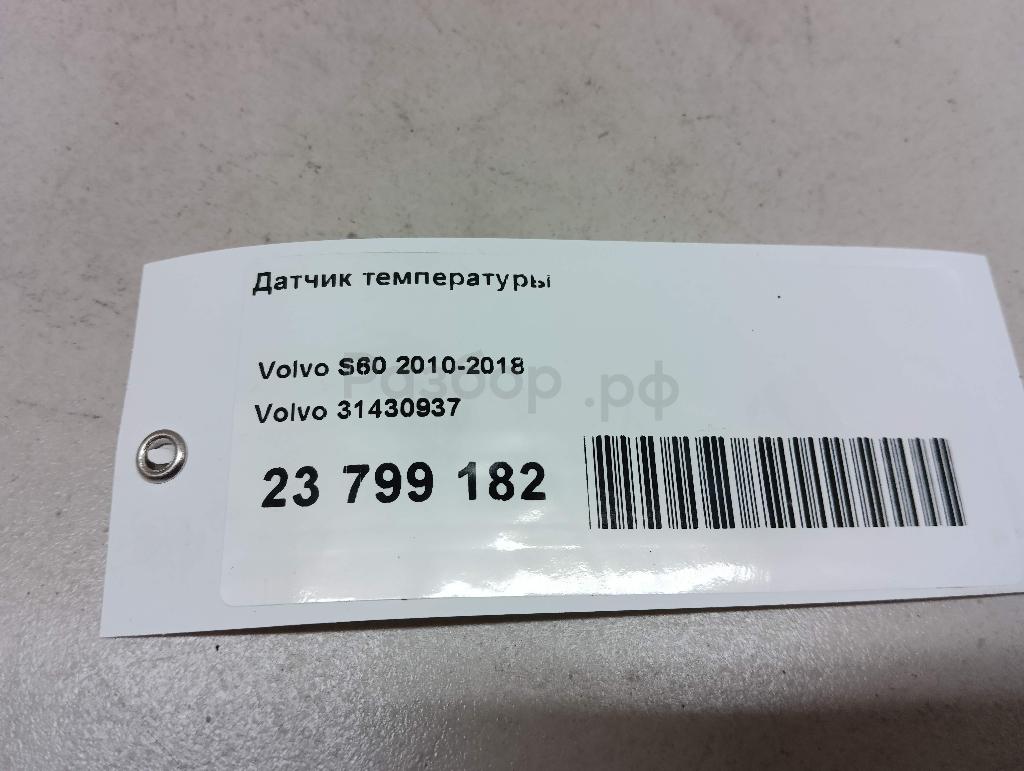 Датчик температуры
Volvo S60 2010-2018
Разбор.рф
Volvo 31430937
23 799 182